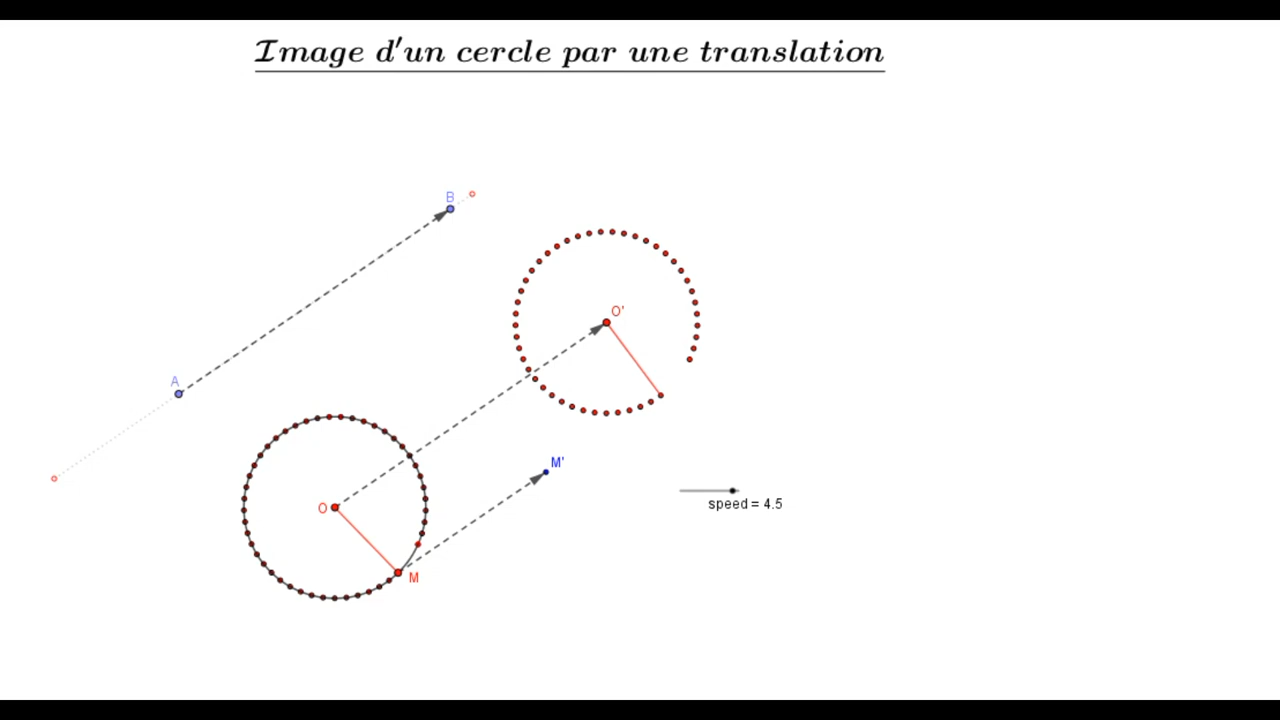 Image d'un cercle par une translation
B
O'
A
M'
O
speed = 4.5
M